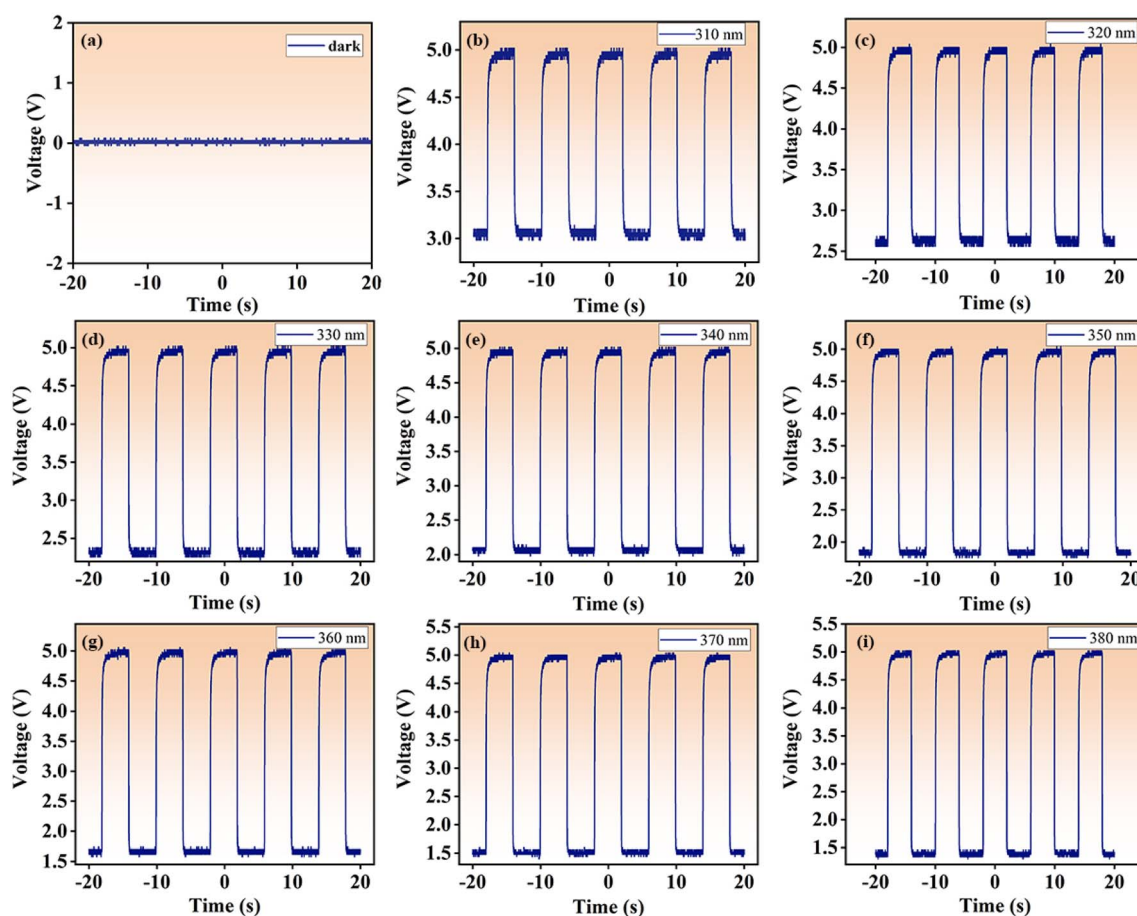 (a)
dark
Voltage (V)
2
1
0
-1
-2
-20
-10
0
10
20
Time (s)
(b)
310 nm
Voltage (V)
5.0
4.5
4.0
3.5
3.0
-20
-10
0
10
20
Time (s)
(c)
320 nm
Voltage (V)
5.0
4.5
4.0
3.5
3.0
2.5
-20
-10
0
10
20
Time (s)
(d)
330 nm
Voltage (V)
5.0
4.5
4.0
3.5
3.0
2.5
-20
-10
0
10
20
Time (s)
(e)
340 nm
Voltage (V)
5.0
4.5
4.0
3.5
3.0
2.5
2.0
-20
-10
0
10
20
Time (s)
(f)
350 nm
Voltage (V)
5.0
4.5
4.0
3.5
3.0
2.5
2.0
-20
-10
0
10
20
Time (s)
(g)
360 nm
Voltage (V)
5.0
4.5
4.0
3.5
3.0
2.5
2.0
1.5
-20
-10
0
10
20
Time (s)
(h)
370 nm
Voltage (V)
5.5
5.0
4.5
4.0
3.5
3.0
2.5
2.0
1.5
-20
-10
0
10
20
Time (s)
(i)
380 nm
Voltage (V)
5.5
5.0
4.5
4.0
3.5
3.0
2.5
2.0
1.5
-20
-10
0
10
20
Time (s)